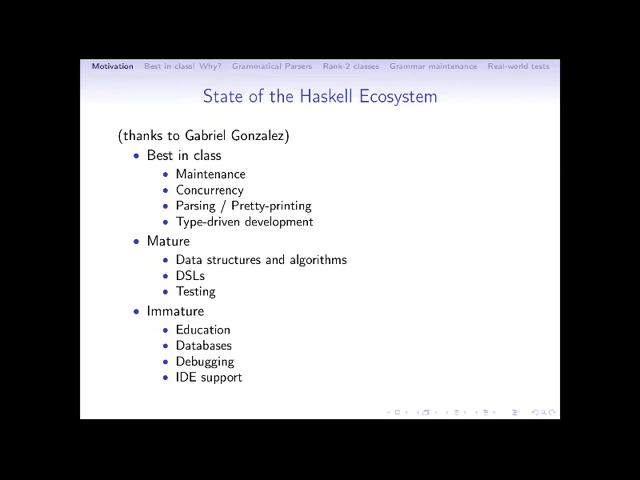 Motivation Best in class! Why? Grammatical Parsers Rank-2 classes Grammar maintenance Real-world tests
State of the Haskell Ecosystem
(thanks to Gabriel Gonzalez)
• Best in class
• Maintenance
• Concurrency
• Parsing / Pretty-printing
• Type-driven development
• Mature
• Data structures and algorithms
• DSLs
• Testing
• Immature
• Education
• Databases
• Debugging
• IDE support